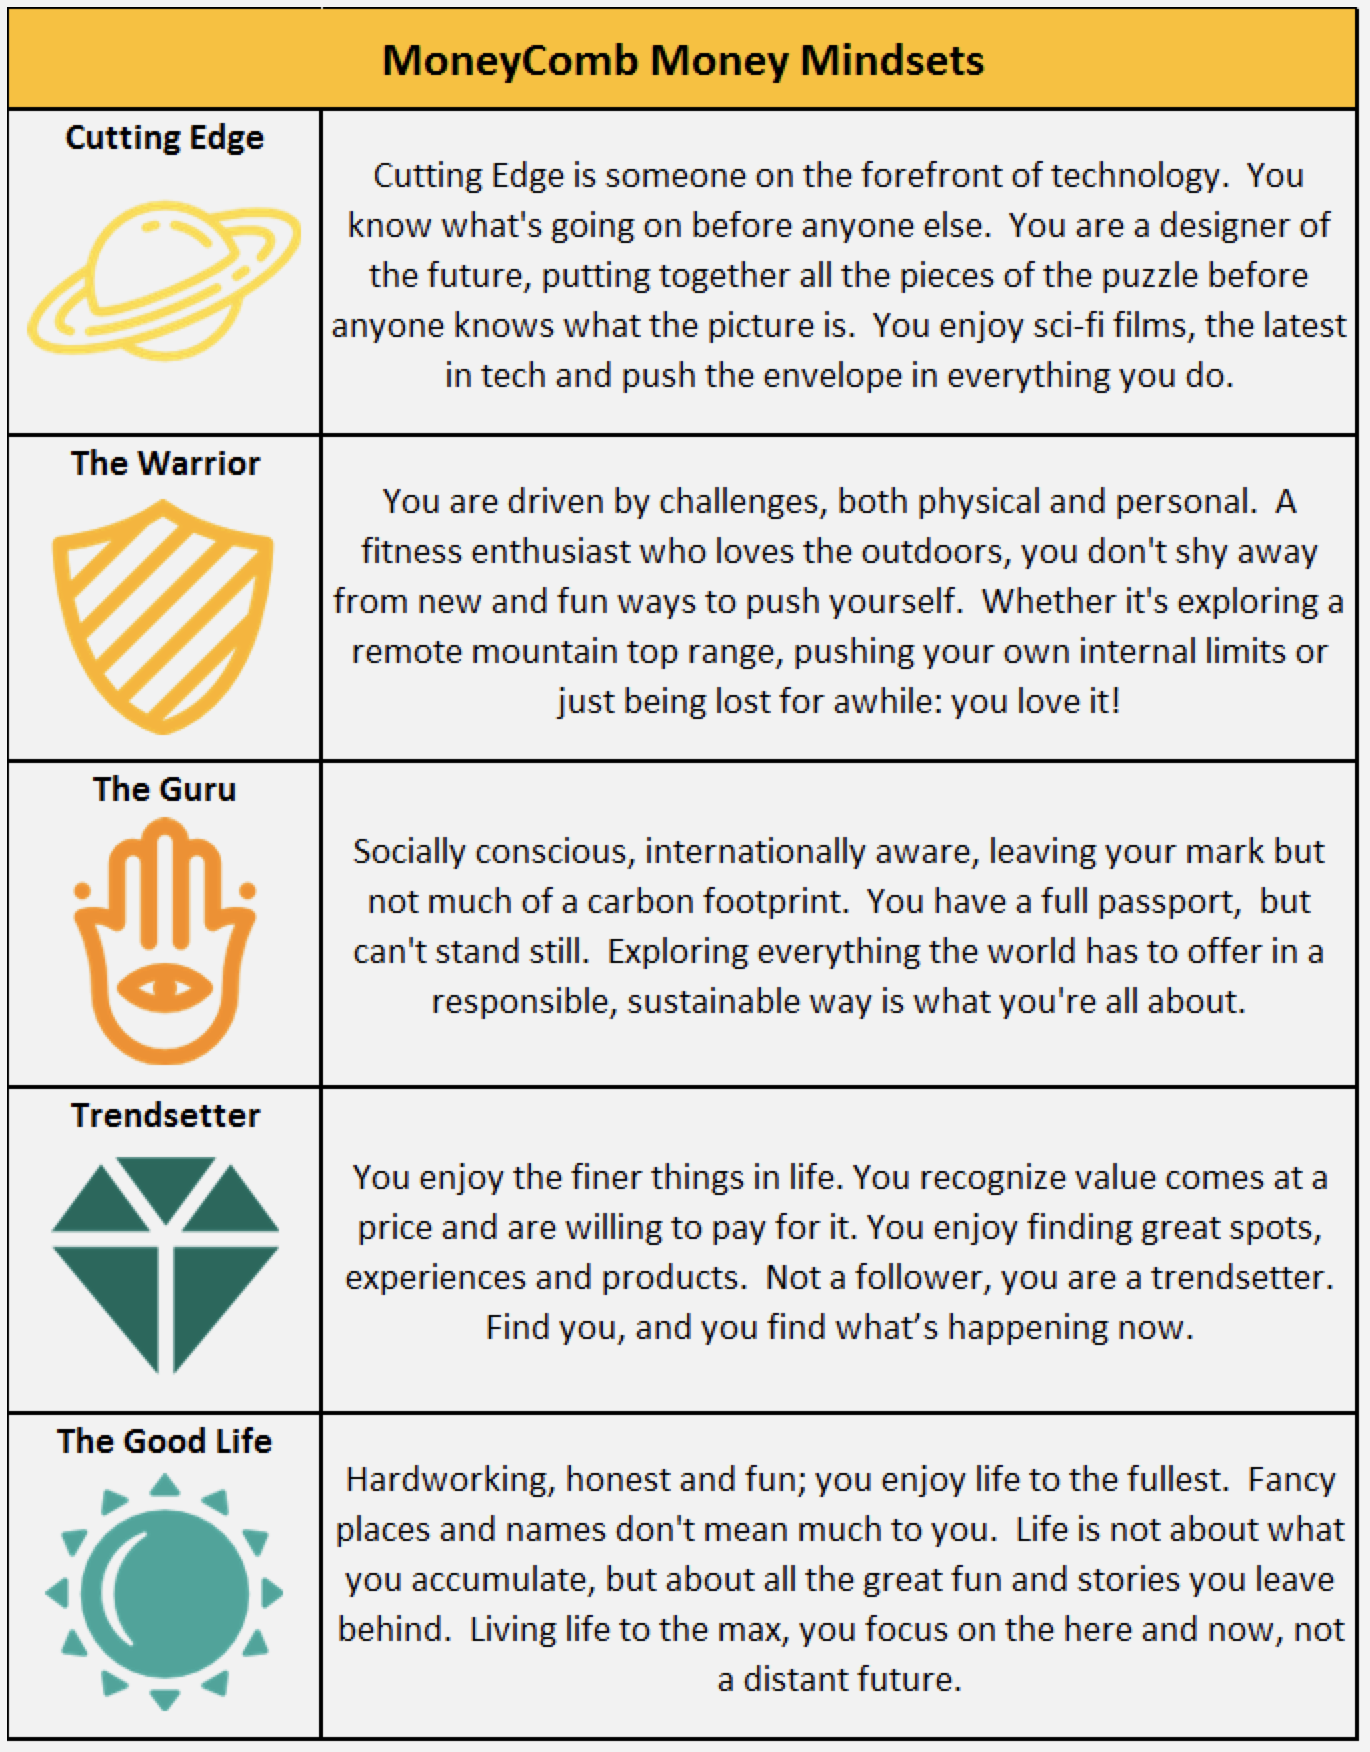 MoneyComb Money Mindsets
Cutting Edge
Cutting Edge is someone on the forefront of technology.  You
know what's going on before anyone else.  You are a designer of
the future, putting together all the pieces of the puzzle before
anyone knows what the picture is.  You enjoy sci-fi films, the latest
in tech and push the envelope in everything you do.
The Warrior
You are driven by challenges, both physical and personal.  A
fitness enthusiast who loves the outdoors, you don't shy away
from new and fun ways to push yourself.  Whether it's exploring a
remote mountain top range, pushing your own internal limits or
just being lost for awhile: you love it!
The Guru
Socially conscious, internationally aware, leaving your mark but
not much of a carbon footprint.  You have a full passport,  but
can't stand still.  Exploring everything the world has to offer in a
responsible, sustainable way is what you're all about.
Trendsetter
You enjoy the finer things in life. You recognize value comes at a
price and are willing to pay for it. You enjoy finding great spots,
experiences and products.  Not a follower, you are a trendsetter.
Find you, and you find what’s happening now.
The Good Life
Hardworking, honest and fun; you enjoy life to the fullest.  Fancy
places and names don't mean much to you.  Life is not about what
you accumulate, but about all the great fun and stories you leave
behind.  Living life to the max, you focus on the here and now, not
a distant future.